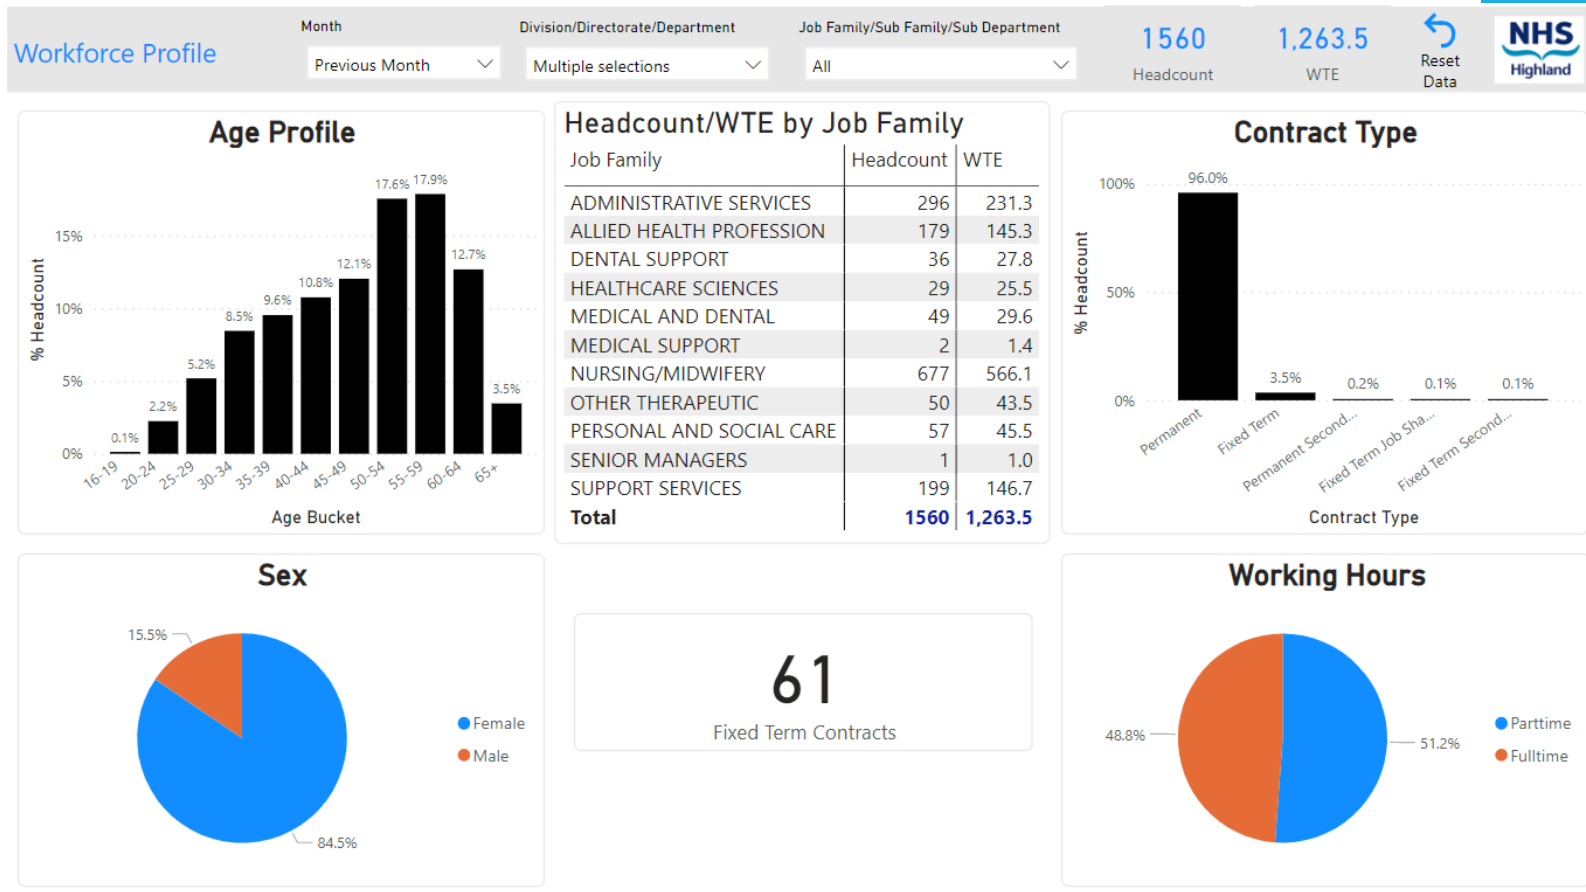 Workforce Profile
Month
Previous Month
Division/Directorate/Department
Multiple selections
Job Family/Sub Family/Sub Department
All
1560
Headcount
1,263.5
WTE
Reset
Data
NHS
Highland
Age Profile
% Headcount
15%
10%
5%
0%
0.1%
2.2%
5.2%
8.5%
9.6%
10.8%
12.1%
17.6%
17.9%
12.7%
3.5%
16-19
20-24
25-29
30-34
35-39
40-44
45-49
50-54
55-59
60-64
65+
Age Bucket
Headcount/WTE by Job Family
Job Family Headcount WTE
ADMINISTRATIVE SERVICES 296 231.3
ALLIED HEALTH PROFESSION 179 145.3
DENTAL SUPPORT 36 27.8
HEALTHCARE SCIENCES 29 25.5
MEDICAL AND DENTAL 49 29.6
MEDICAL SUPPORT 2 1.4
NURSING/MIDWIFERY 677 566.1
OTHER THERAPEUTIC 50 43.5
PERSONAL AND SOCIAL CARE 57 45.5
SENIOR MANAGERS 1 1.0
SUPPORT SERVICES 199 146.7
Total 1560 1,263.5
Contract Type
% Headcount
100%
50%
0%
96.0%
3.5%
0.2%
0.1%
0.1%
Permanent
Fixed Term
Permanent Second...
Fixed Term Job Sha...
Fixed Term Second...
Contract Type
Sex
15.5%
84.5%
Female
Male
61
Fixed Term Contracts
Working Hours
48.8%
51.2%
Parttime
Fulltime